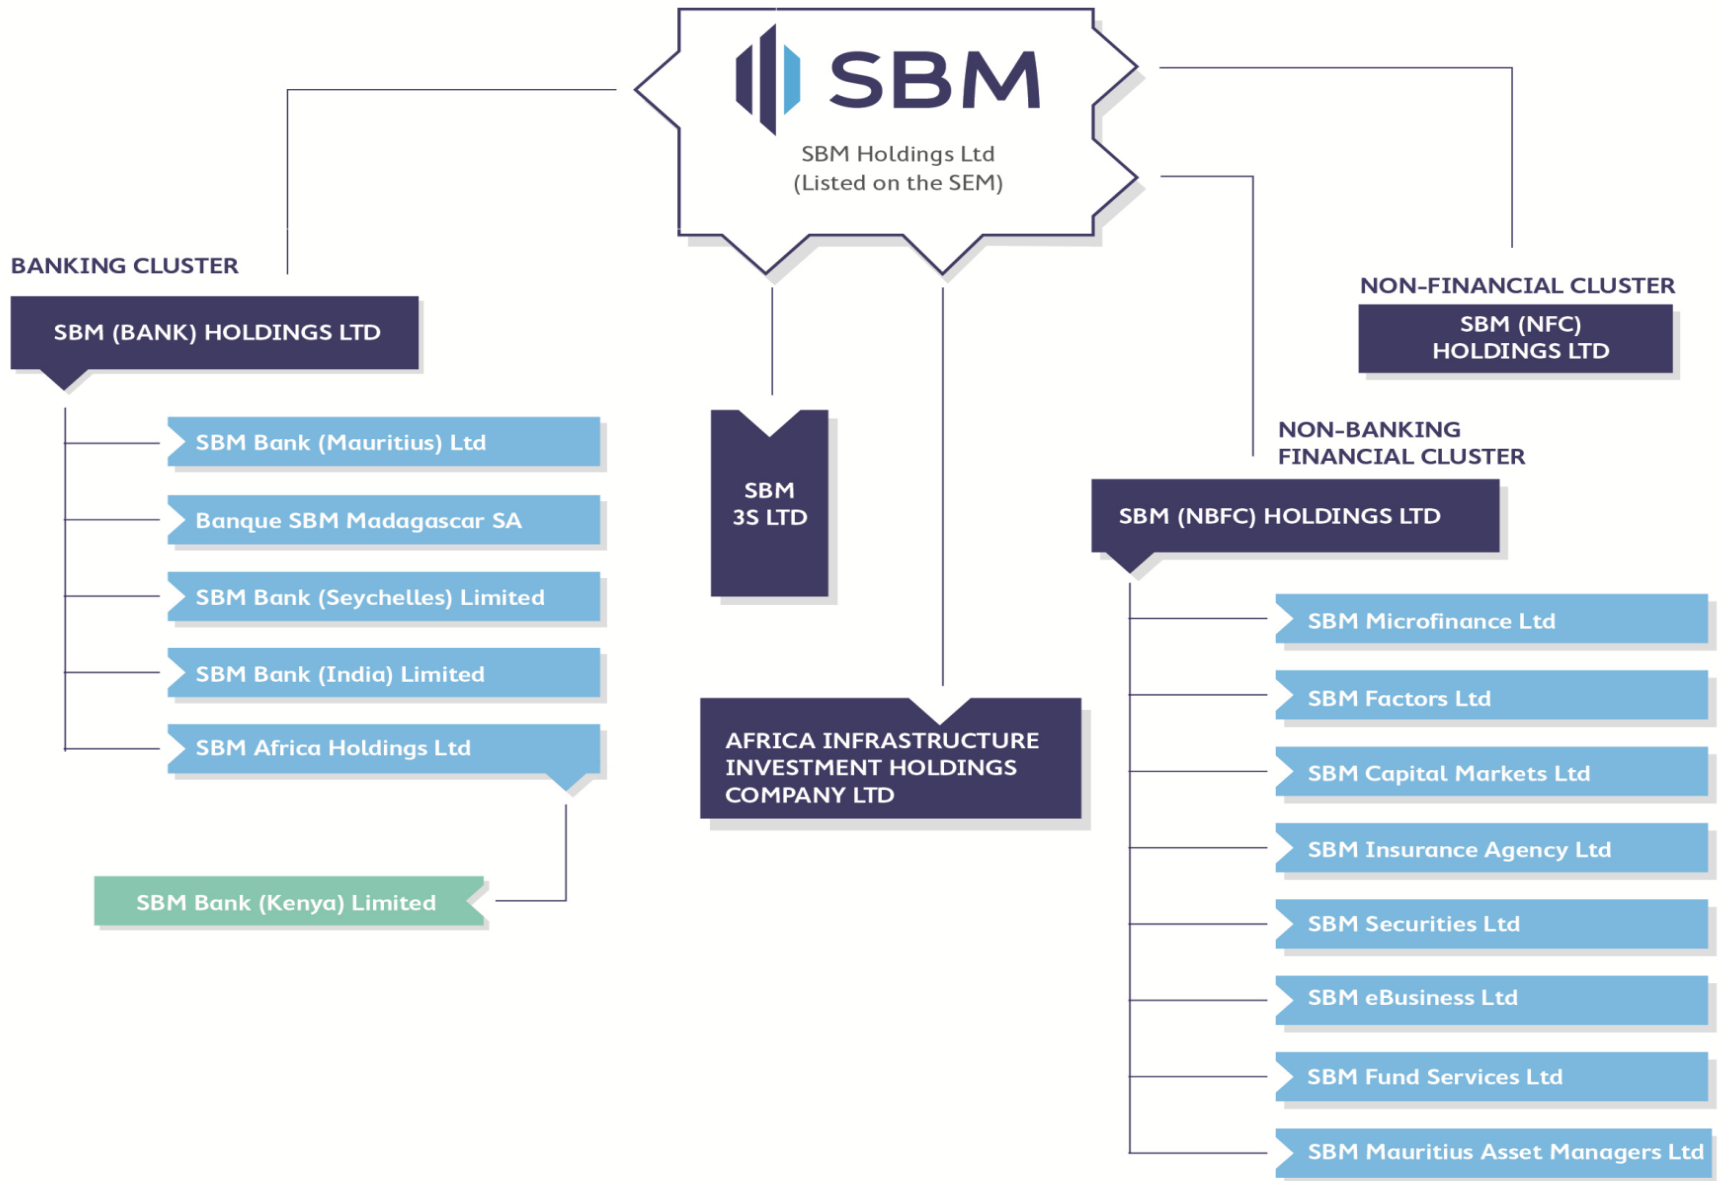 SBM
SBM Holdings Ltd
(Listed on the SEM)
BANKING CLUSTER
SBM (BANK) HOLDINGS LTD
SBM Bank (Mauritius) Ltd
Banque SBM Madagascar SA
SBM Bank (Seychelles) Limited
SBM Bank (India) Limited
SBM Africa Holdings Ltd
SBM Bank (Kenya) Limited
SBM
3S LTD
AFRICA INFRASTRUCTURE
INVESTMENT HOLDINGS
COMPANY LTD
NON-FINANCIAL CLUSTER
SBM (NFC)
HOLDINGS LTD
NON-BANKING
FINANCIAL CLUSTER
SBM (NBFC) HOLDINGS LTD
SBM Microfinance Ltd
SBM Factors Ltd
SBM Capital Markets Ltd
SBM Insurance Agency Ltd
SBM Securities Ltd
SBM eBusiness Ltd
SBM Fund Services Ltd
SBM Mauritius Asset Managers Ltd